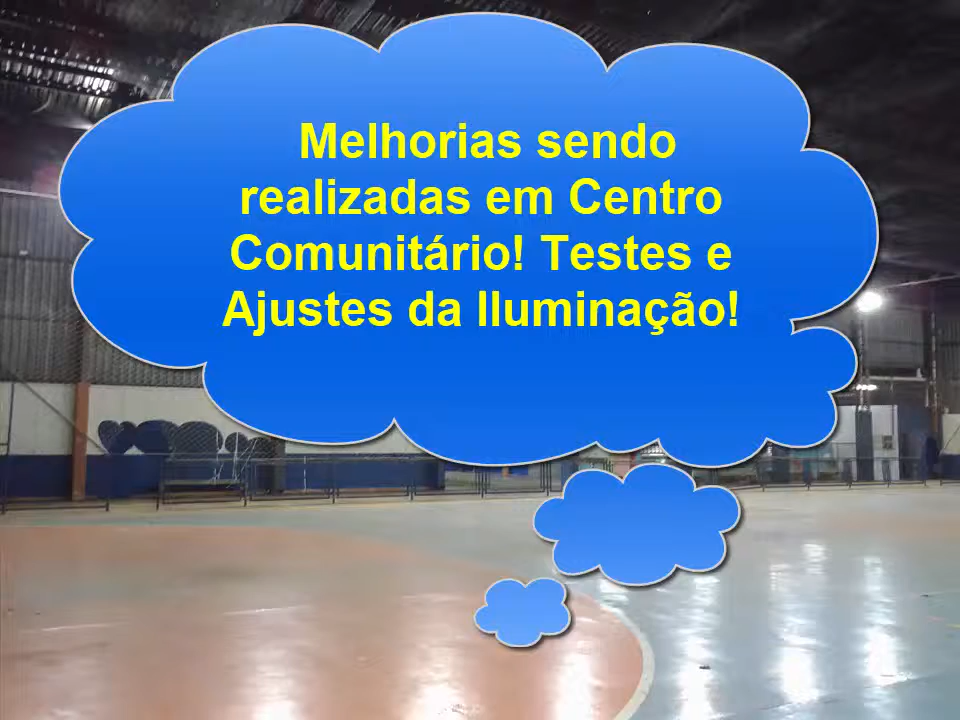 Melhorias sendo
realizadas em Centro
Comunitário! Testes e
Ajustes da Iluminação!